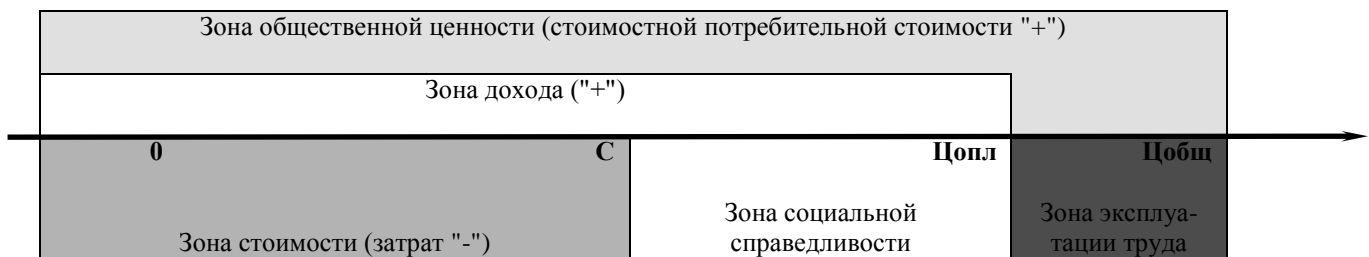 Зона общественной ценности (стоимостной потребительной стоимости "+")
Зона дохода ("+")
0 С Цопл Цобщ
Зона социальной
справедливости
Зона эксплуа-
тации труда
Зона стоимости (затрат "-")